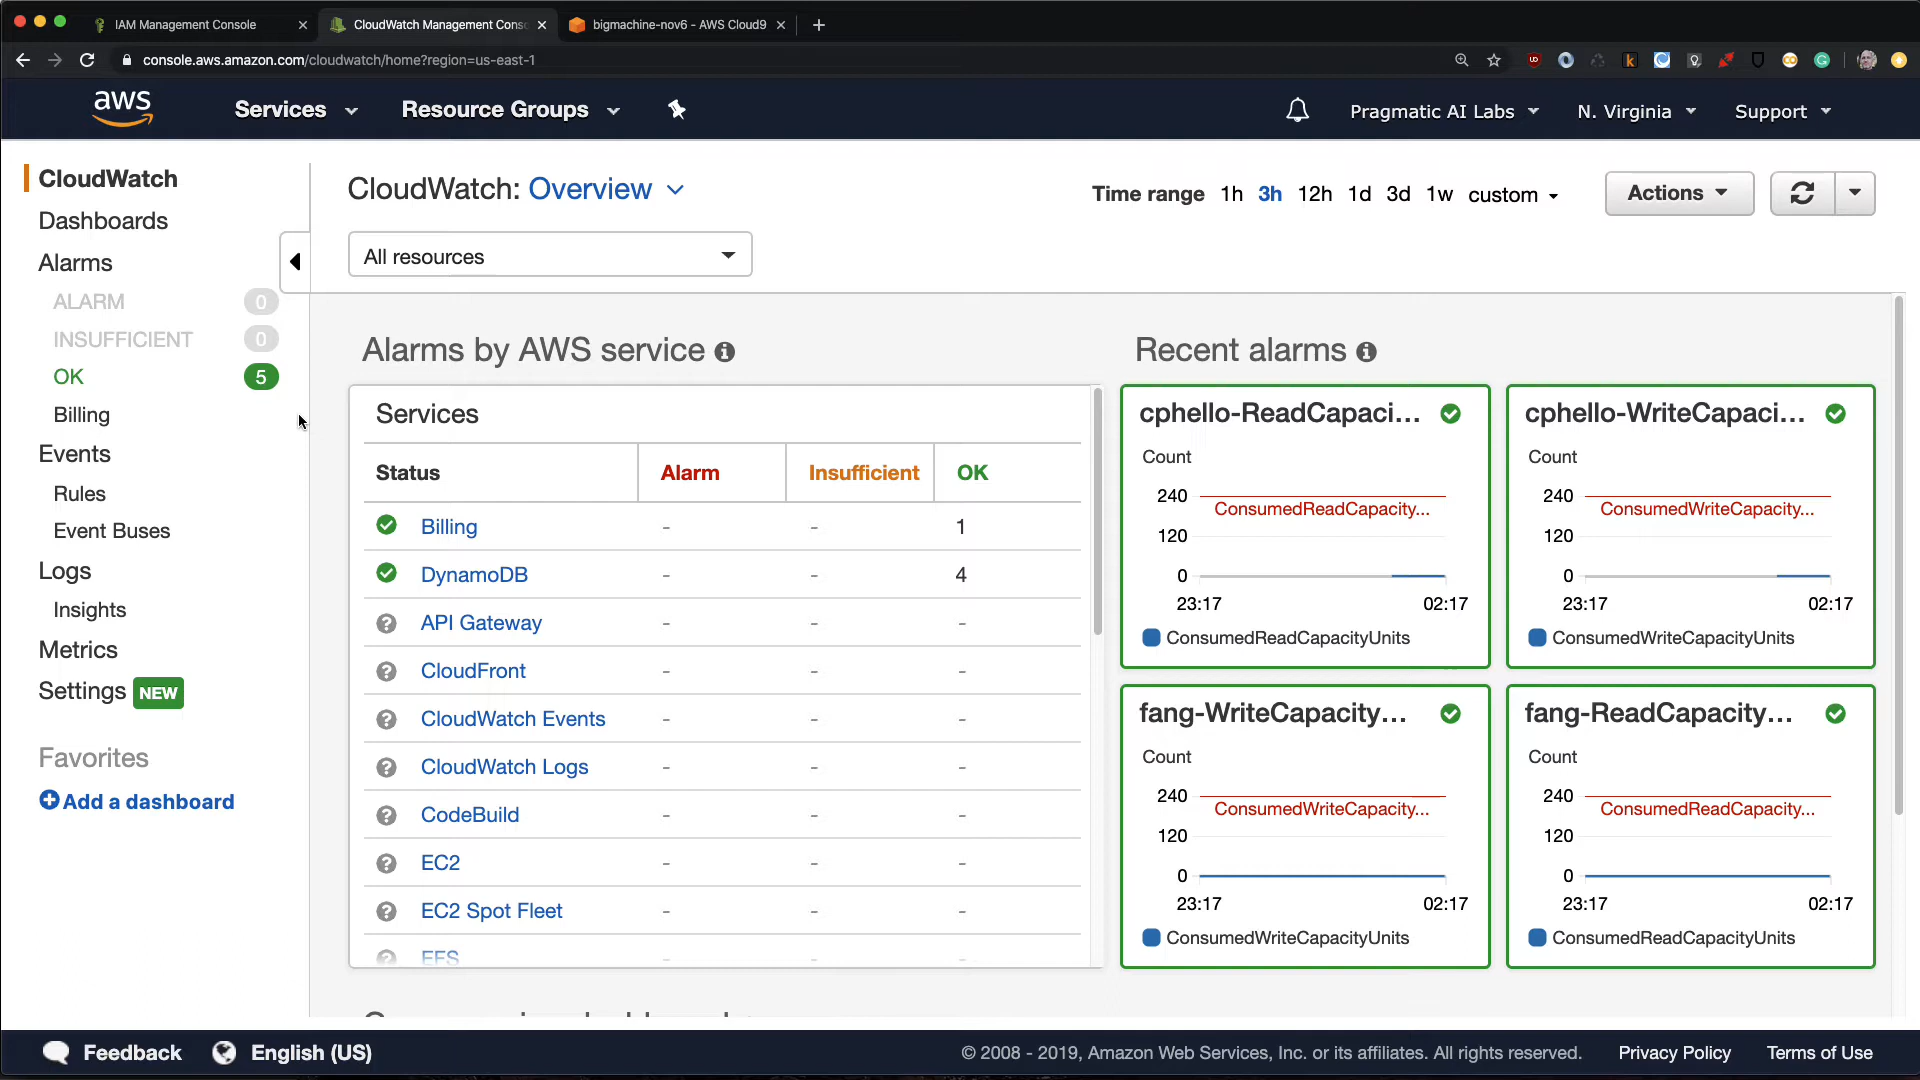 IAM Management Console
CloudWatch Management Conso
bigmachine-nov6 - AWS Cloud9
console.aws.amazon.com/cloudwatch/home?region=us-east-1
aws
Services
Resource Groups
Pragmatic AI Labs
N. Virginia
Support
CloudWatch
Dashboards
Alarms
ALARM 0
INSUFFICIENT 0
OK 5
Billing
Events
Rules
Event Buses
Logs
Insights
Metrics
Settings NEW
Favorites
Add a dashboard
CloudWatch: Overview
Time range 1h 3h 12h 1d 3d 1w custom
Actions
All resources
Alarms by AWS service
Services
Status Alarm Insufficient OK
Billing - - 1
DynamoDB - - 4
API Gateway - - -
CloudFront - - -
CloudWatch Events - - -
CloudWatch Logs - - -
CodeBuild - - -
EC2 - - -
EC2 Spot Fleet - - -
EFS - - -
Recent alarms
cphello-ReadCapaci...
Count
240
ConsumedReadCapacity...
120
0
23:17 02:17
ConsumedReadCapacityUnits
cphello-WriteCapaci...
Count
240
ConsumedWriteCapacity...
120
0
23:17 02:17
ConsumedWriteCapacityUnits
fang-WriteCapacity...
Count
240
ConsumedWriteCapacity...
120
0
23:17 02:17
ConsumedWriteCapacityUnits
fang-ReadCapacity...
Count
240
ConsumedReadCapacity...
120
0
23:17 02:17
ConsumedReadCapacityUnits
Feedback
English (US)
© 2008 - 2019, Amazon Web Services, Inc. or its affiliates. All rights reserved.
Privacy Policy
Terms of Use